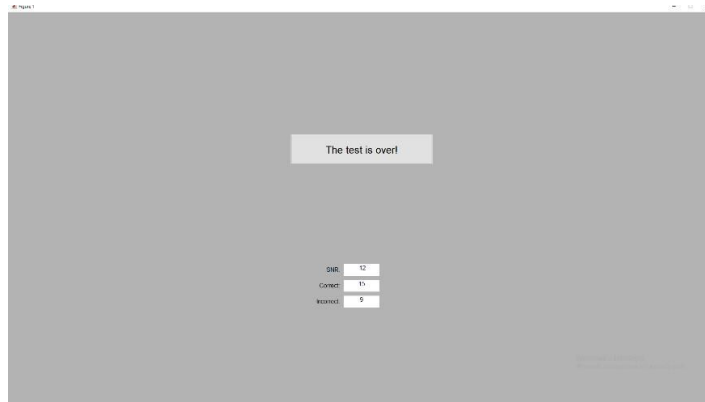 Figure 1
The test is over!
SNR: 12
Correct: 15
Incorrect: 9